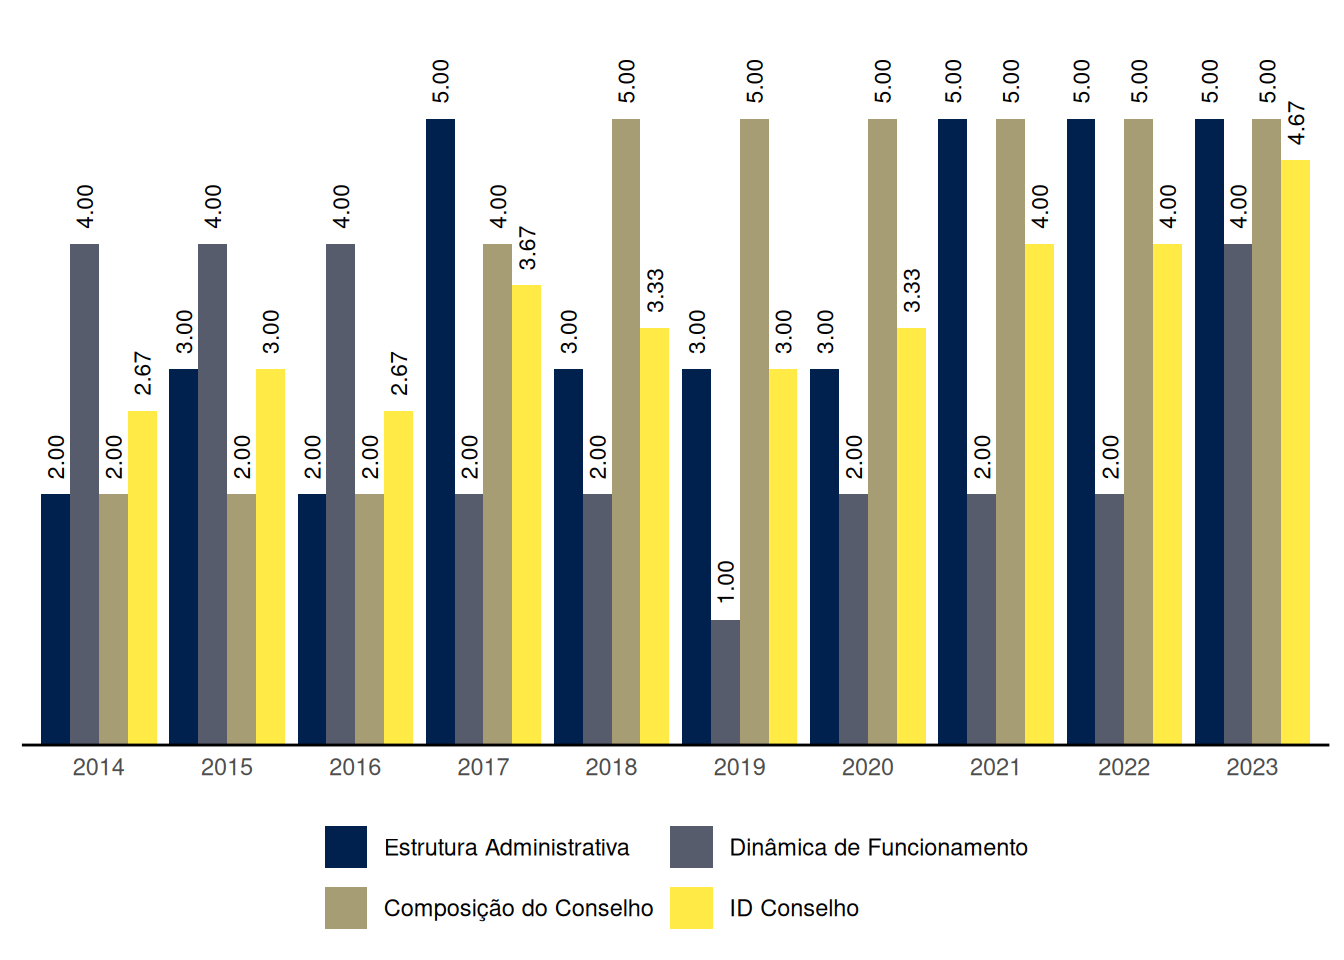 2.00 4.00 2.00 2.67 3.00 4.00 2.00 3.00 2.00 4.00 2.00 2.67 5.00 2.00 4.00 3.67 3.00 2.00 5.00 3.33 3.00 1.00 5.00 3.00 3.00 2.00 5.00 3.33 5.00 2.00 5.00 4.00 5.00 2.00 5.00 4.00 5.00 4.00 5.00 4.67
2014 2015 2016 2017 2018 2019 2020 2021 2022 2023
Estrutura Administrativa Dinâmica de Funcionamento
Composição do Conselho ID Conselho